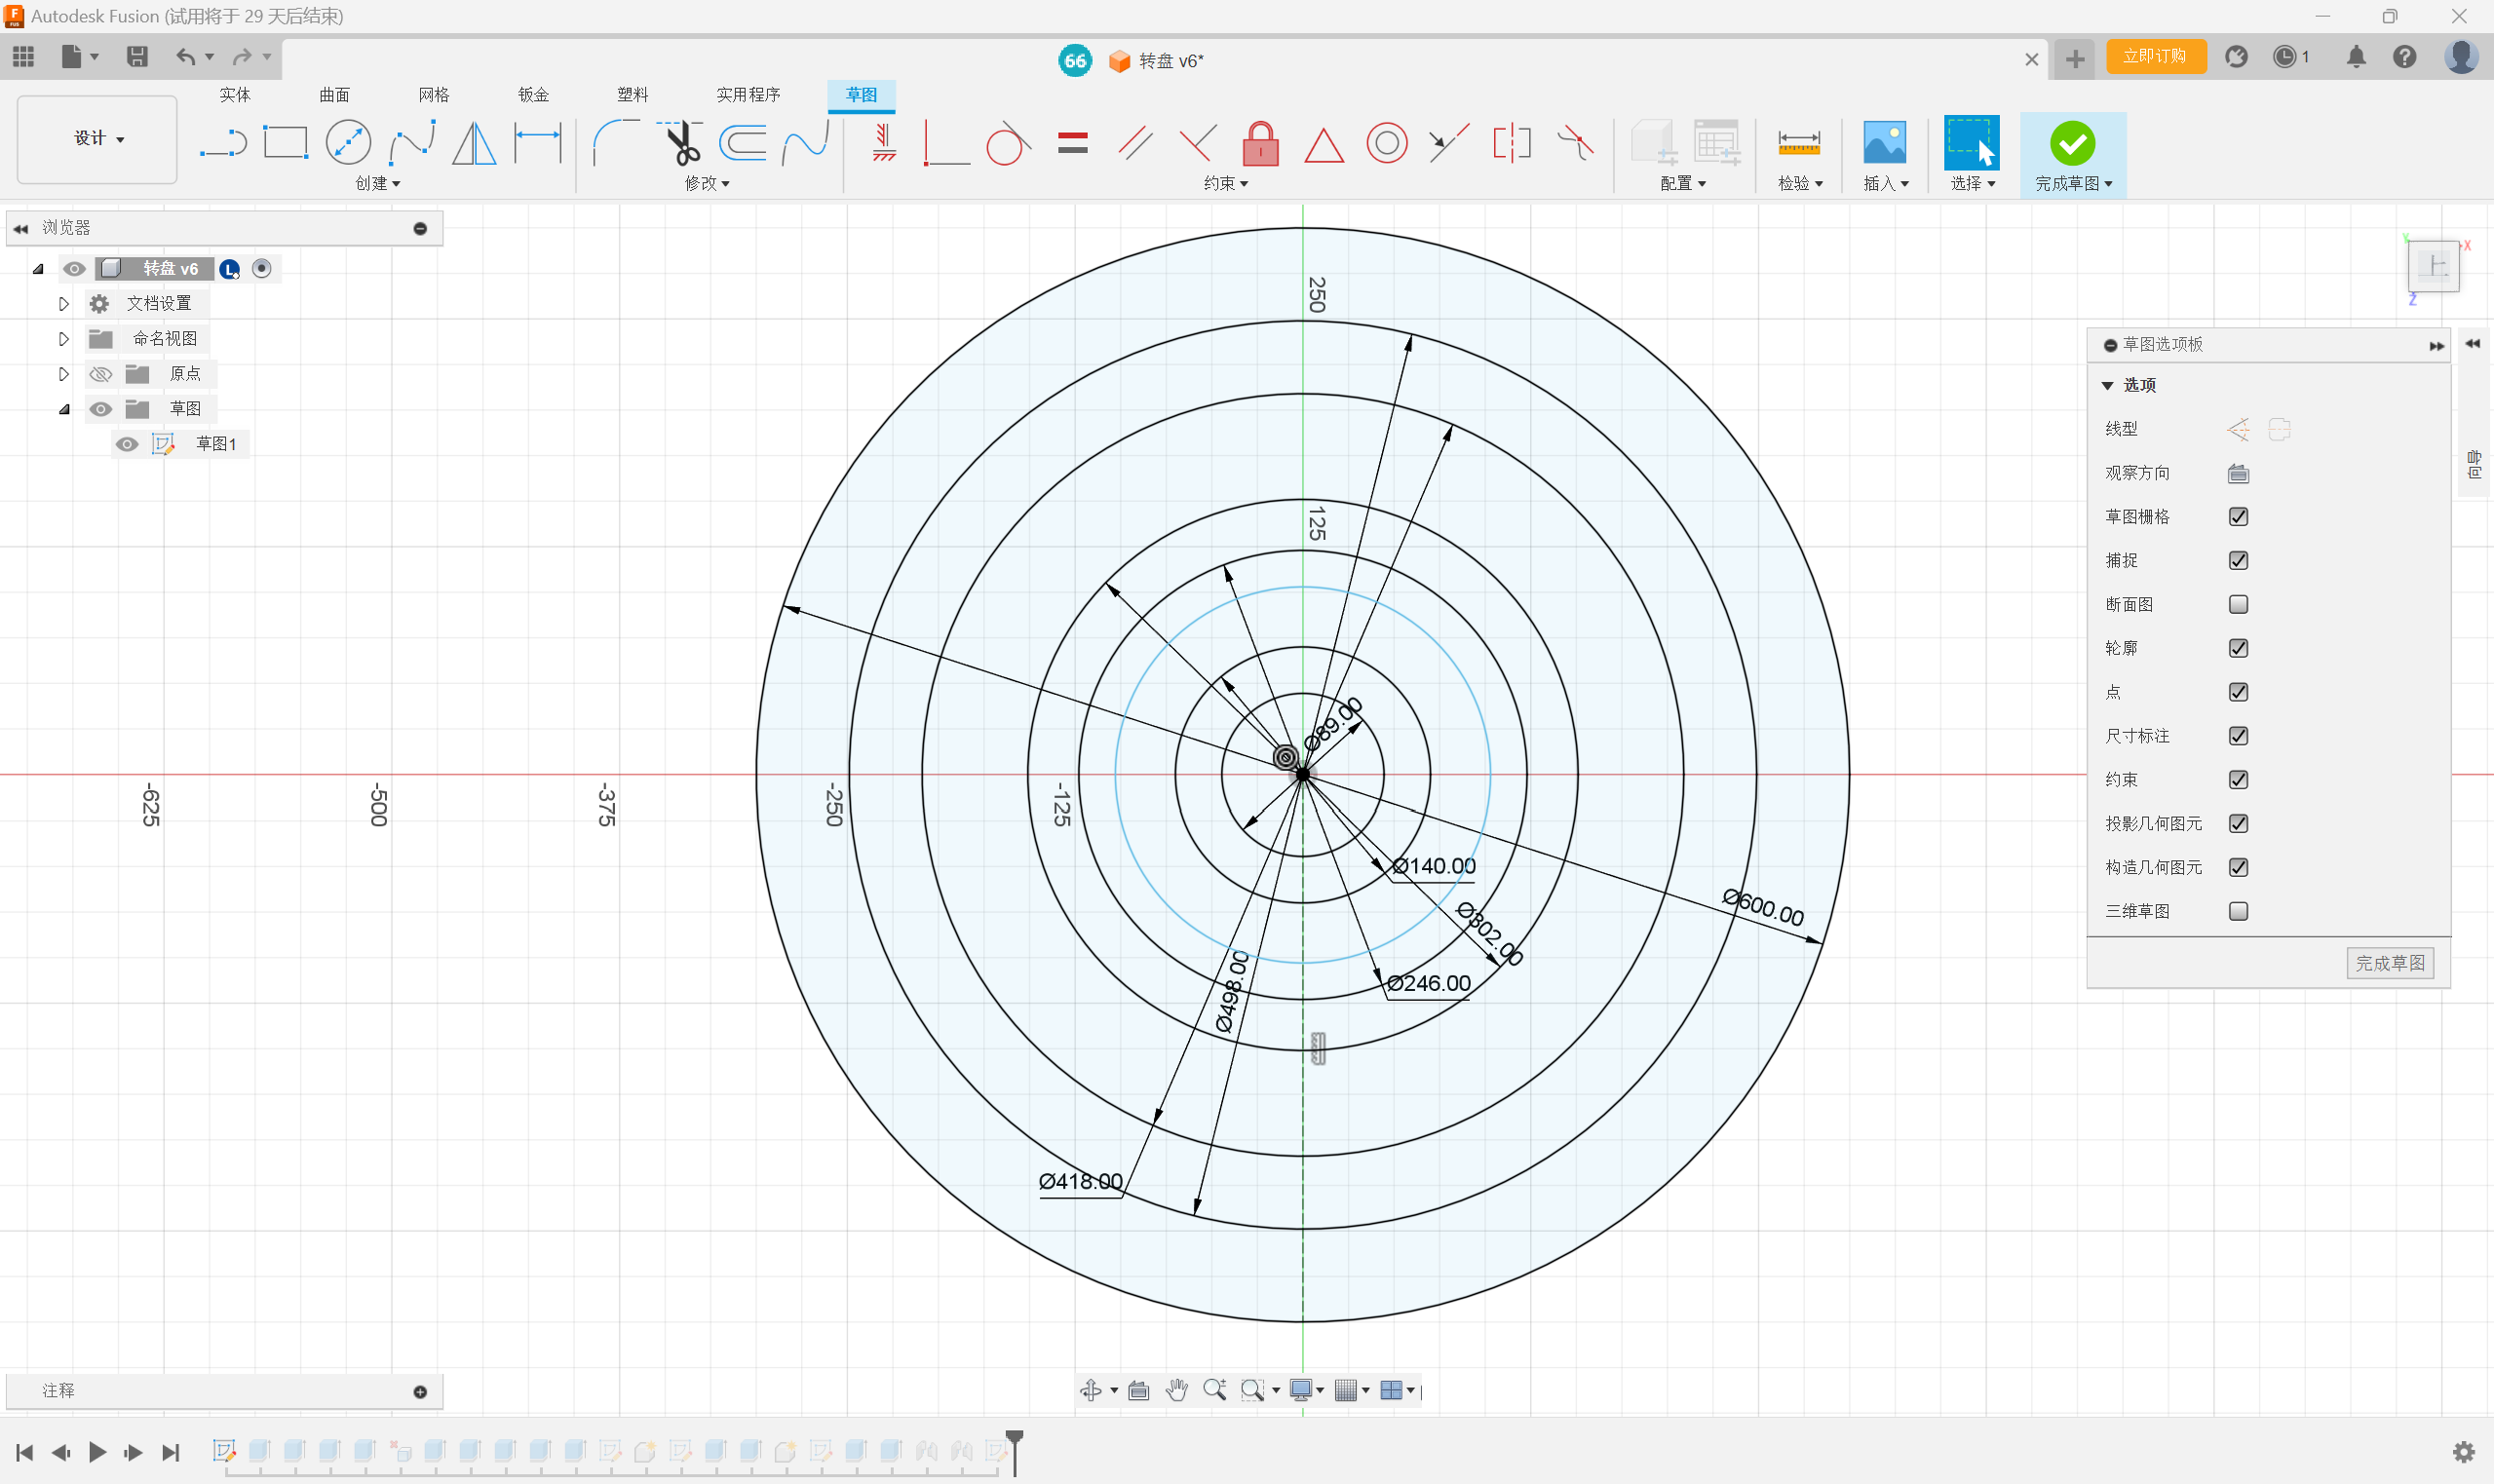 Autodesk Fusion (试用将于 29 天后结束)
66 转盘 v6*
立即订购
1
设计
实体 曲面 网格 钣金 塑料 实用程序 草图
创建 修改 约束 配置 检验 插入 选择 完成草图
浏览器
转盘 v6
文档设置
命名视图
原点
草图
草图1
上
X
Y
Z
250
125
-625
-500
-375
-250
-125
Ø89.00
Ø140.00
Ø302.00
Ø600.00
Ø246.00
Ø498.00
Ø418.00
草图选项板
选项
线型
观察方向
草图栅格
捕捉
断面图
轮廓
点
尺寸标注
约束
投影几何图元
构造几何图元
三维草图
完成草图
向导
注释